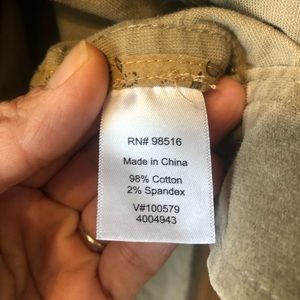 RN# 98516
Made in China
98% Cotton
2% Spandex
V#100579
4004943